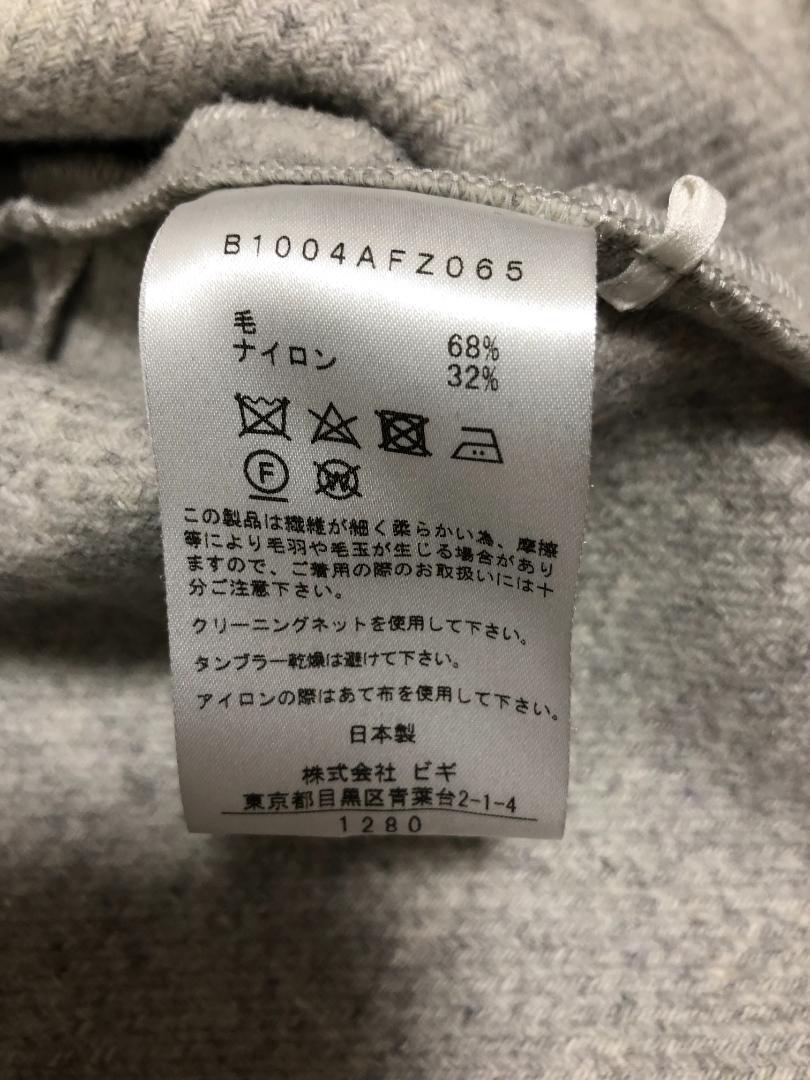 B1004AFZ065
毛 68%
ナイロン 32%
F
W
この製品は繊維が細く柔らかい為、摩擦
等により毛羽や毛玉が生じる場合があり
ますので、ご着用の際のお取扱いには十
分ご注意下さい。
クリーニングネットを使用して下さい。
タンブラー乾燥は避けて下さい。
アイロンの際はあて布を使用して下さい。
日本製
株式会社 ビギ
東京都目黒区青葉台2-1-4
1280